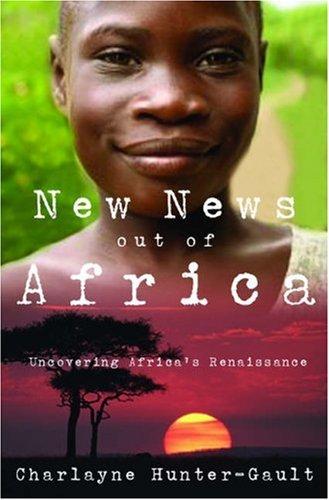 New News
out of
Africa
Uncovering Africa's Renaissance
Charlayne Hunter-Gault